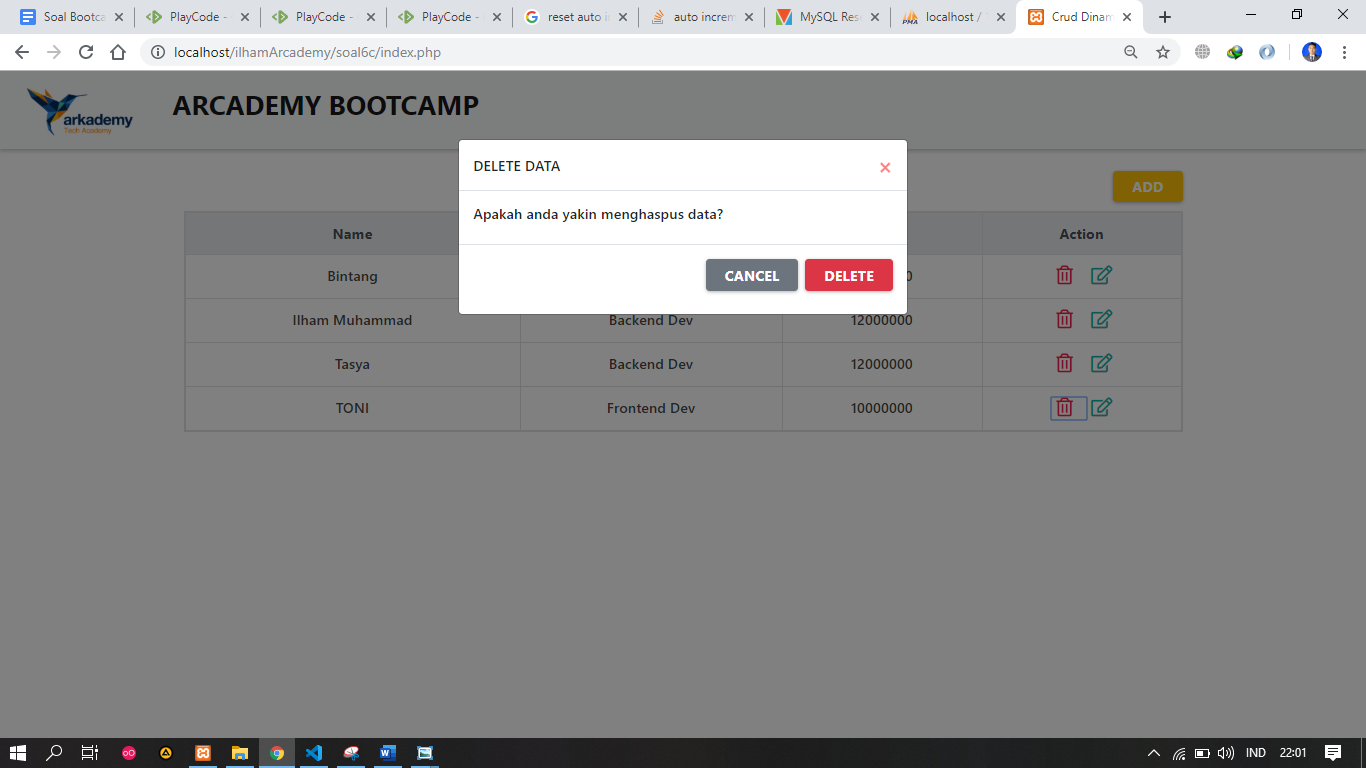 Soal Bootca
PlayCode -
PlayCode -
PlayCode -
reset auto i
auto increm
MySQL Res
localhost /
Crud Dinam
localhost/ilhamArcademy/soal6c/index.php
arkademy
Tech Academy
ARCADEMY BOOTCAMP
DELETE DATA
×
Apakah anda yakin menghaspus data?
CANCEL
DELETE
ADD
Name
Action
Bintang
0
Ilham Muhammad
Backend Dev
12000000
Tasya
Backend Dev
12000000
TONI
Frontend Dev
10000000
IND
22:01